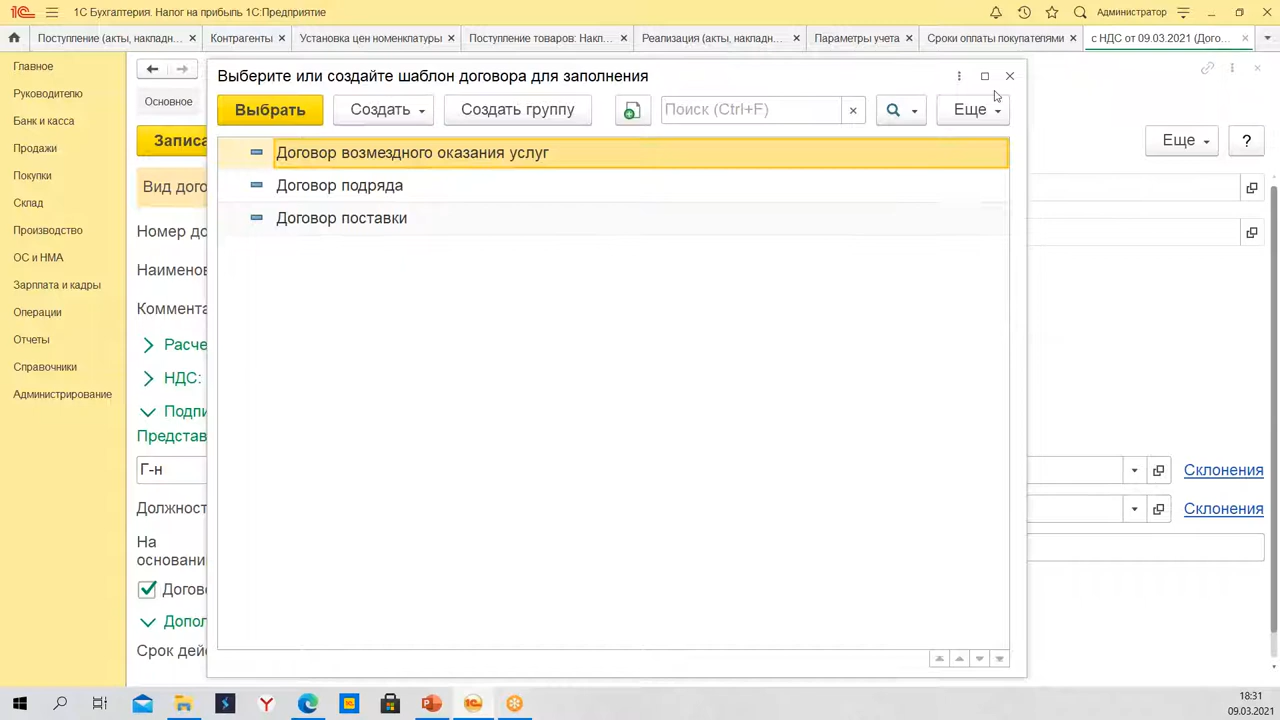 1С Бухгалтерия. Налог на прибыль 1С:Предприятие
Администратор
Поступление (акты, накладн...
Контрагенты
Установка цен номенклатуры
Поступление товаров: Накл...
Реализация (акты, накладн...
Параметры учета
Сроки оплаты покупателями
с НДС от 09.03.2021 (Дого...
Главное
Руководителю
Банк и касса
Продажи
Покупки
Склад
Производство
ОС и НМА
Зарплата и кадры
Операции
Отчеты
Справочники
Администрирование
Выберите или создайте шаблон договора для заполнения
Выбрать
Создать
Создать группу
Поиск (Ctrl+F)
Еще
Договор возмездного оказания услуг
Договор подряда
Договор поставки
Основное
Записа
Еще
?
Вид дого
Номер до
Наименов
Коммента
Расче
НДС:
Подпи
Представ
Г-н
Склонения
Должност
Склонения
На
основани
Догово
Допол
Срок дей
18:31
09.03.2021